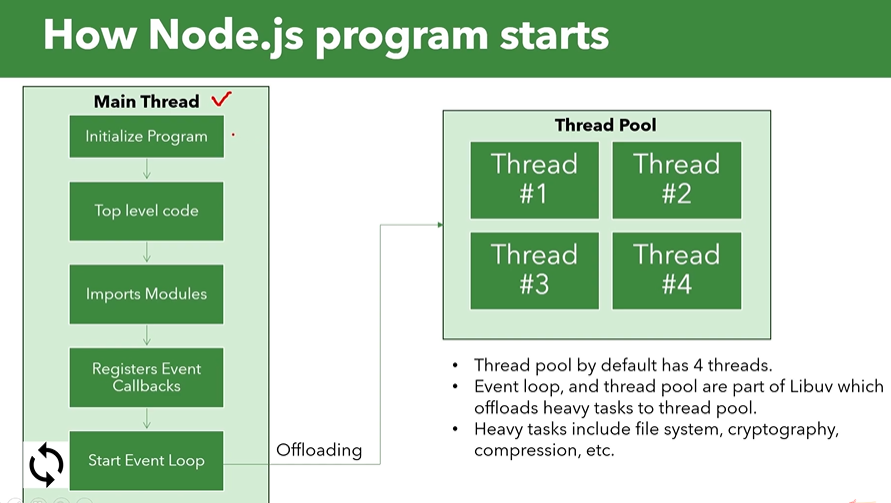 How Node.js program starts
Main Thread
Initialize Program
Top level code
Imports Modules
Registers Event
Callbacks
Start Event Loop
Offloading
Thread Pool
Thread
#1
Thread
#2
Thread
#3
Thread
#4
• Thread pool by default has 4 threads.
• Event loop, and thread pool are part of Libuv which
offloads heavy tasks to thread pool.
• Heavy tasks include file system, cryptography,
compression, etc.